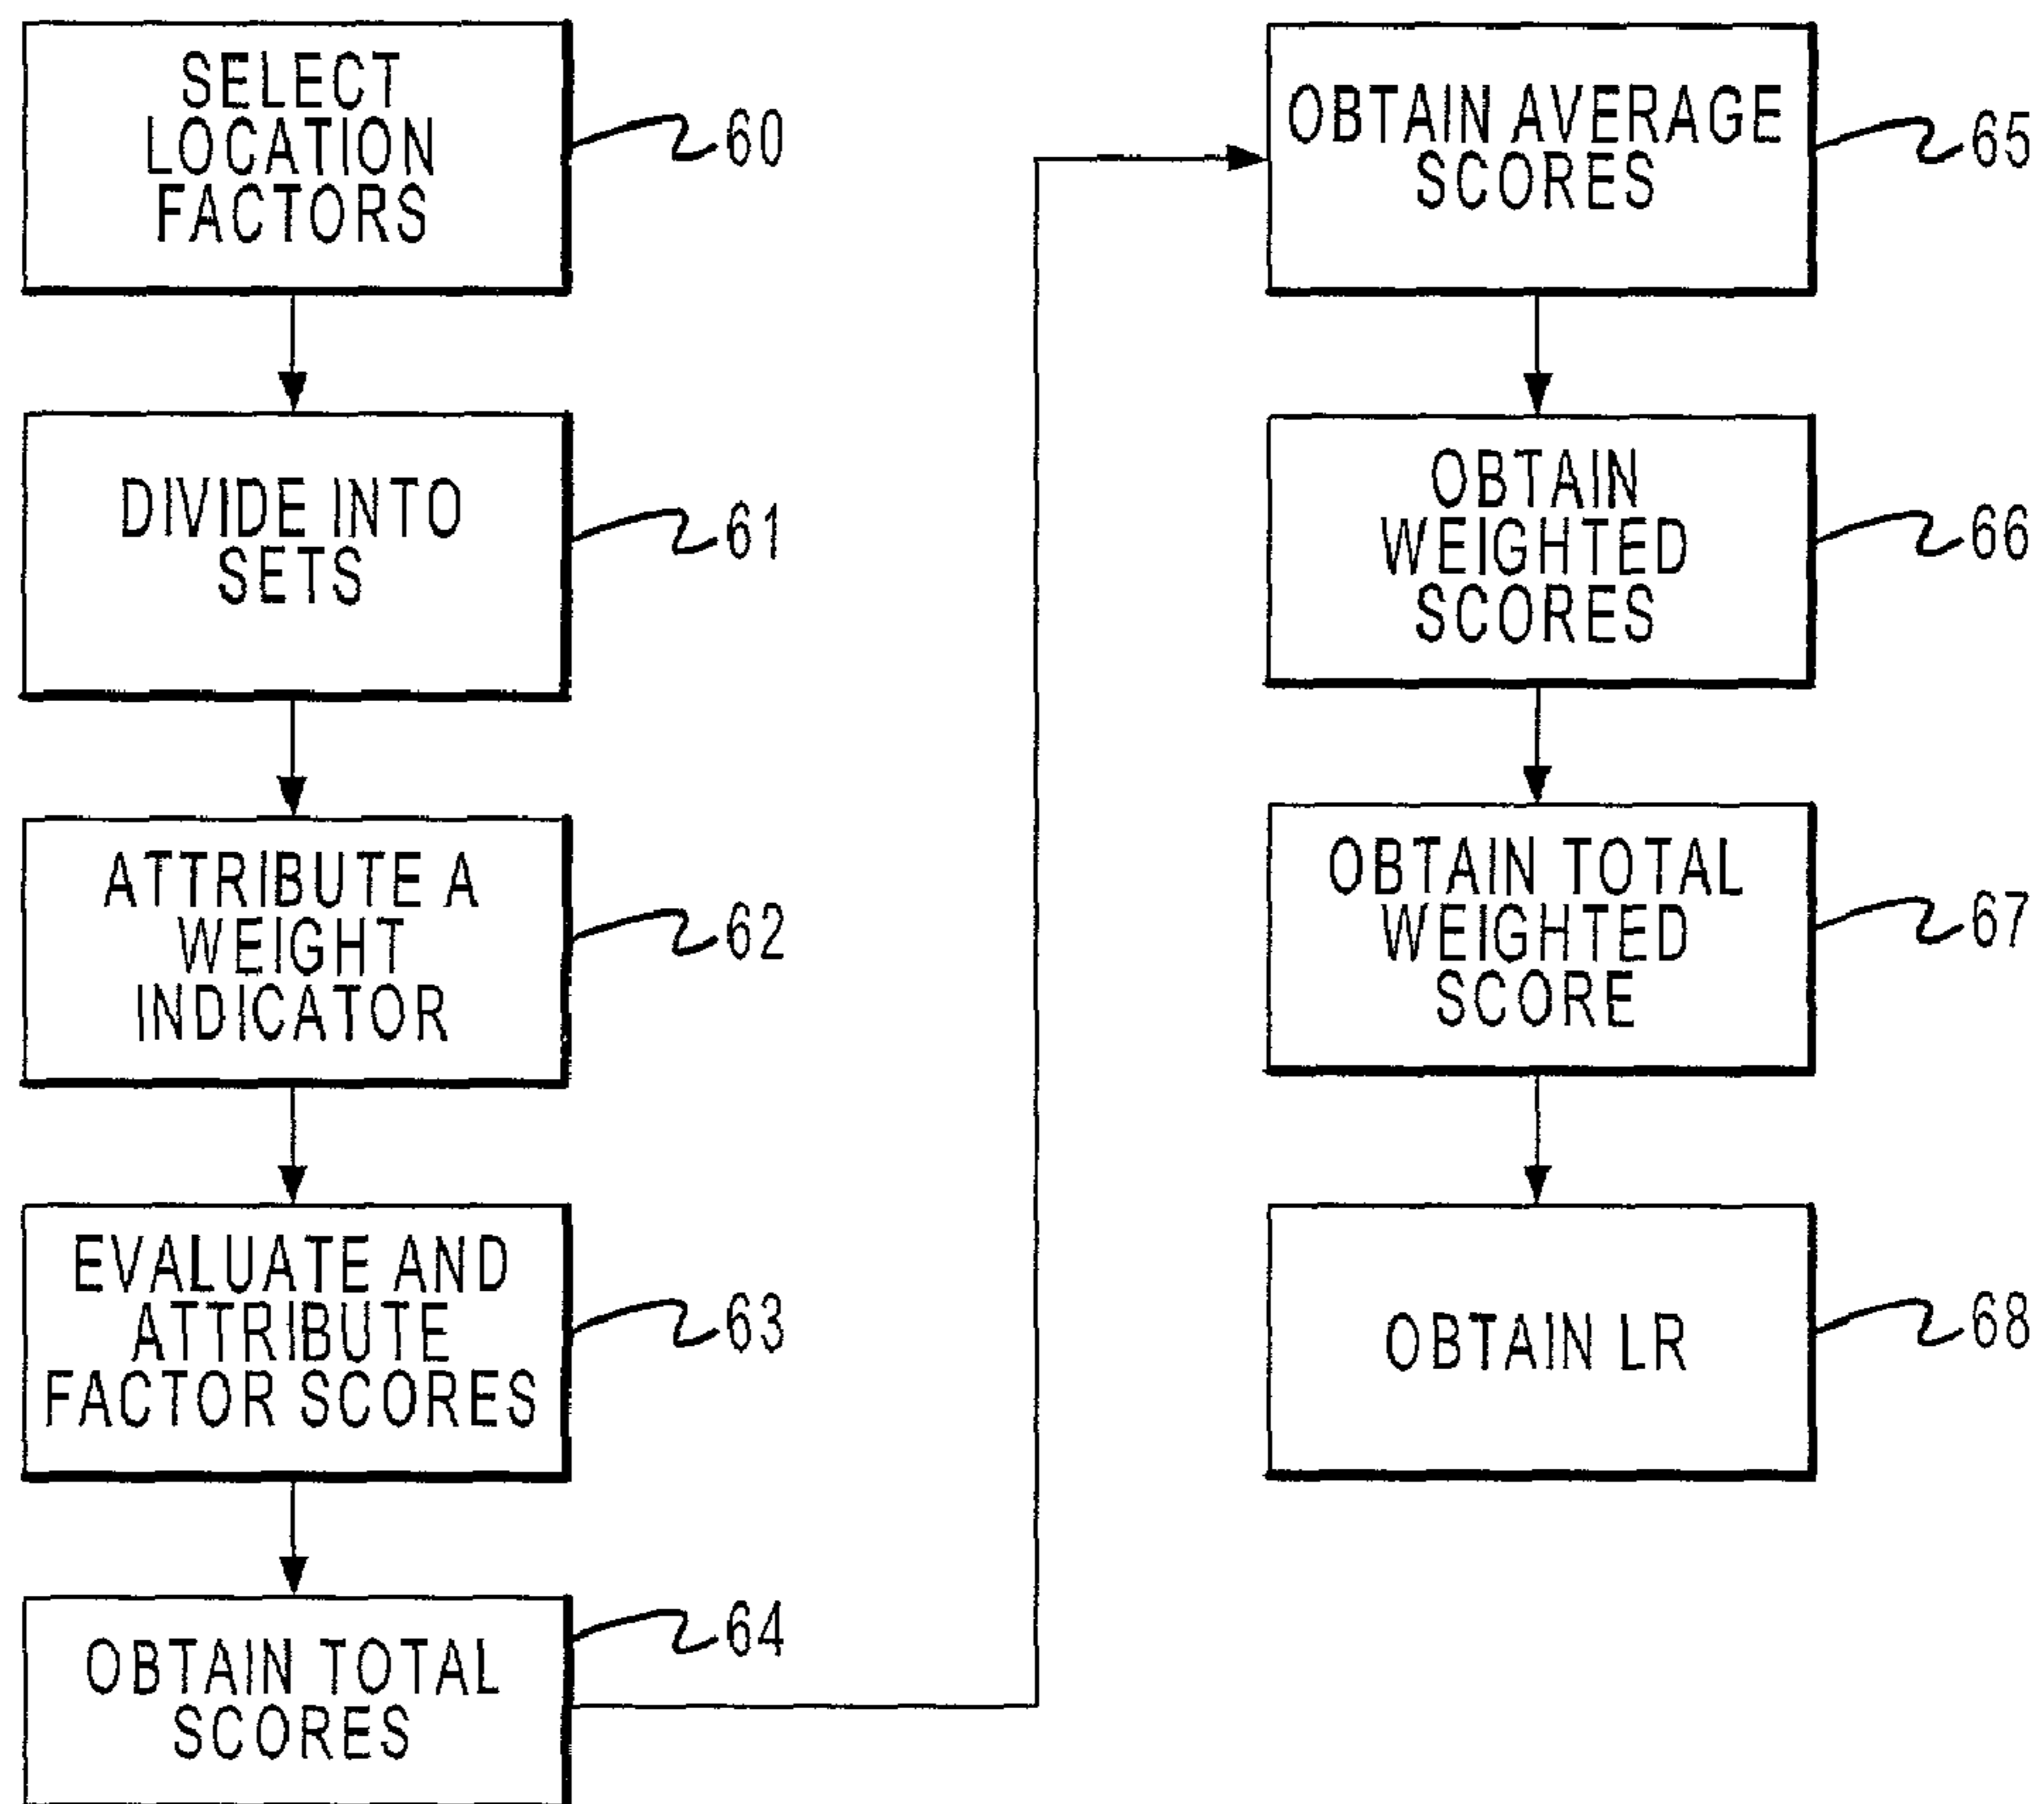 SELECT
LOCATION
FACTORS
60
DIVIDE INTO
SETS
61
ATTRIBUTE A
WEIGHT
INDICATOR
62
EVALUATE AND
ATTRIBUTE
FACTOR SCORES
63
OBTAIN TOTAL
SCORES
64
OBTAIN AVERAGE
SCORES
65
OBTAIN
WEIGHTED
SCORES
66
OBTAIN TOTAL
WEIGHTED
SCORE
67
OBTAIN LR
68